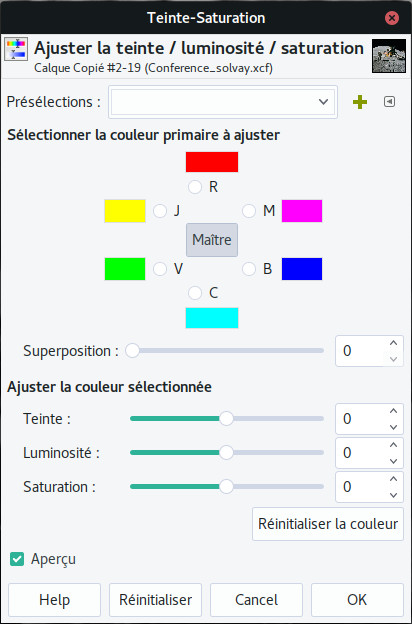 Teinte-Saturation
Ajuster la teinte / luminosité / saturation
Calque Copié #2-19 (Conference_solvay.xcf)
Présélections :
Sélectionner la couleur primaire à ajuster
R
J
M
Maître
V
B
C
Superposition : 0
Ajuster la couleur sélectionnée
Teinte : 0
Luminosité : 0
Saturation : 0
Réinitialiser la couleur
Aperçu
Help Réinitialiser Cancel OK